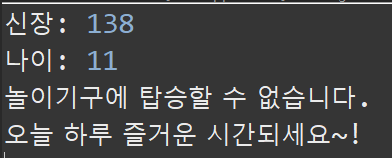 신장: 138
나이: 11
놀이기구에 탑승할 수 없습니다.
오늘 하루 즐거운 시간되세요~!